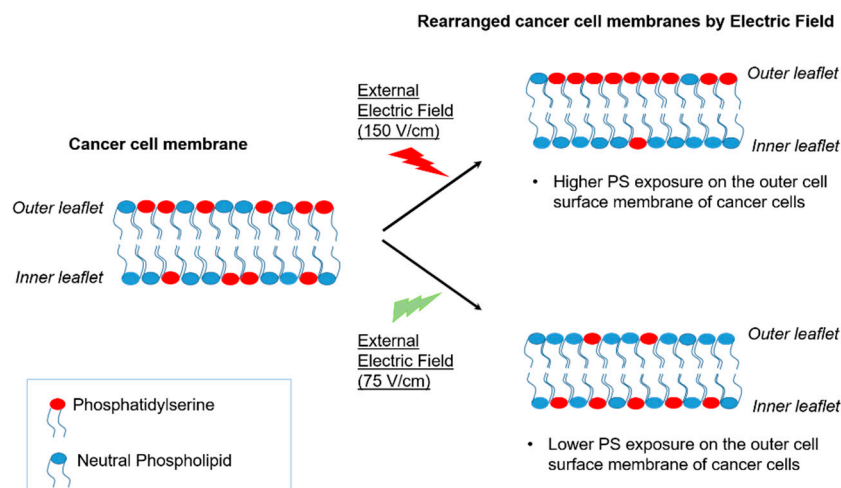 Rearranged cancer cell membranes by Electric Field
External
Electric Field
(150 V/cm)
Outer leaflet
Inner leaflet
• Higher PS exposure on the outer cell
surface membrane of cancer cells
Cancer cell membrane
Outer leaflet
Inner leaflet
External
Electric Field
(75 V/cm)
Outer leaflet
Inner leaflet
• Lower PS exposure on the outer cell
surface membrane of cancer cells
Phosphatidylserine
Neutral Phospholipid